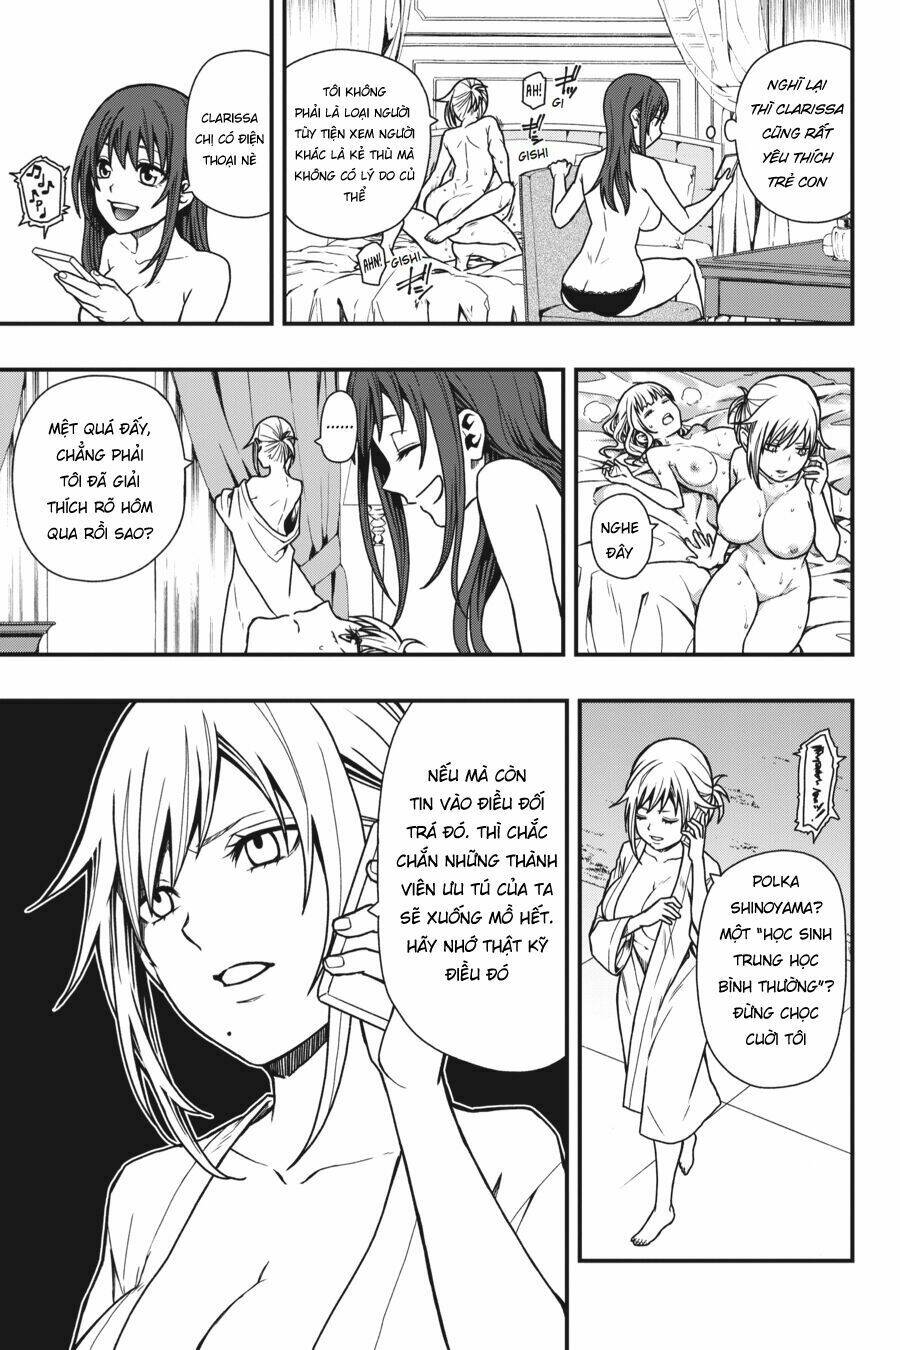 NGHĨ LẠI
THÌ CLARISSA
CŨNG RẤT
YÊU THÍCH
TRẺ CON
AH!
GI
GISHI
TÔI KHÔNG
PHẢI LÀ LOẠI NGƯỜI
TÙY TIỆN XEM NGƯỜI
KHÁC LÀ KẺ THÙ MÀ
KHÔNG CÓ LÝ DO CỤ
THỂ
AHN!
GISHI
CLARISSA
CHỊ CÓ ĐIỆN
THOẠI NÈ
NGHE
ĐÂY
.......
MỆT QUÁ ĐẤY,
CHẲNG PHẢI
TÔI ĐÃ GIẢI
THÍCH RÕ HÔM
QUA RỒI SAO?
POLKA
SHINOYAMA?
MỘT “HỌC SINH
TRUNG HỌC
BÌNH THƯỜNG”?
ĐỪNG CHỌC
CƯỜI TÔI
NẾU MÀ CÒN
TIN VÀO ĐIỀU ĐỐI
TRÁ ĐÓ. THÌ CHẮC
CHẮN NHỮNG THÀNH
VIÊN ƯU TÚ CỦA TA
SẼ XUỐNG MỒ HẾT.
HÃY NHỚ THẬT KỸ
ĐIỀU ĐÓ